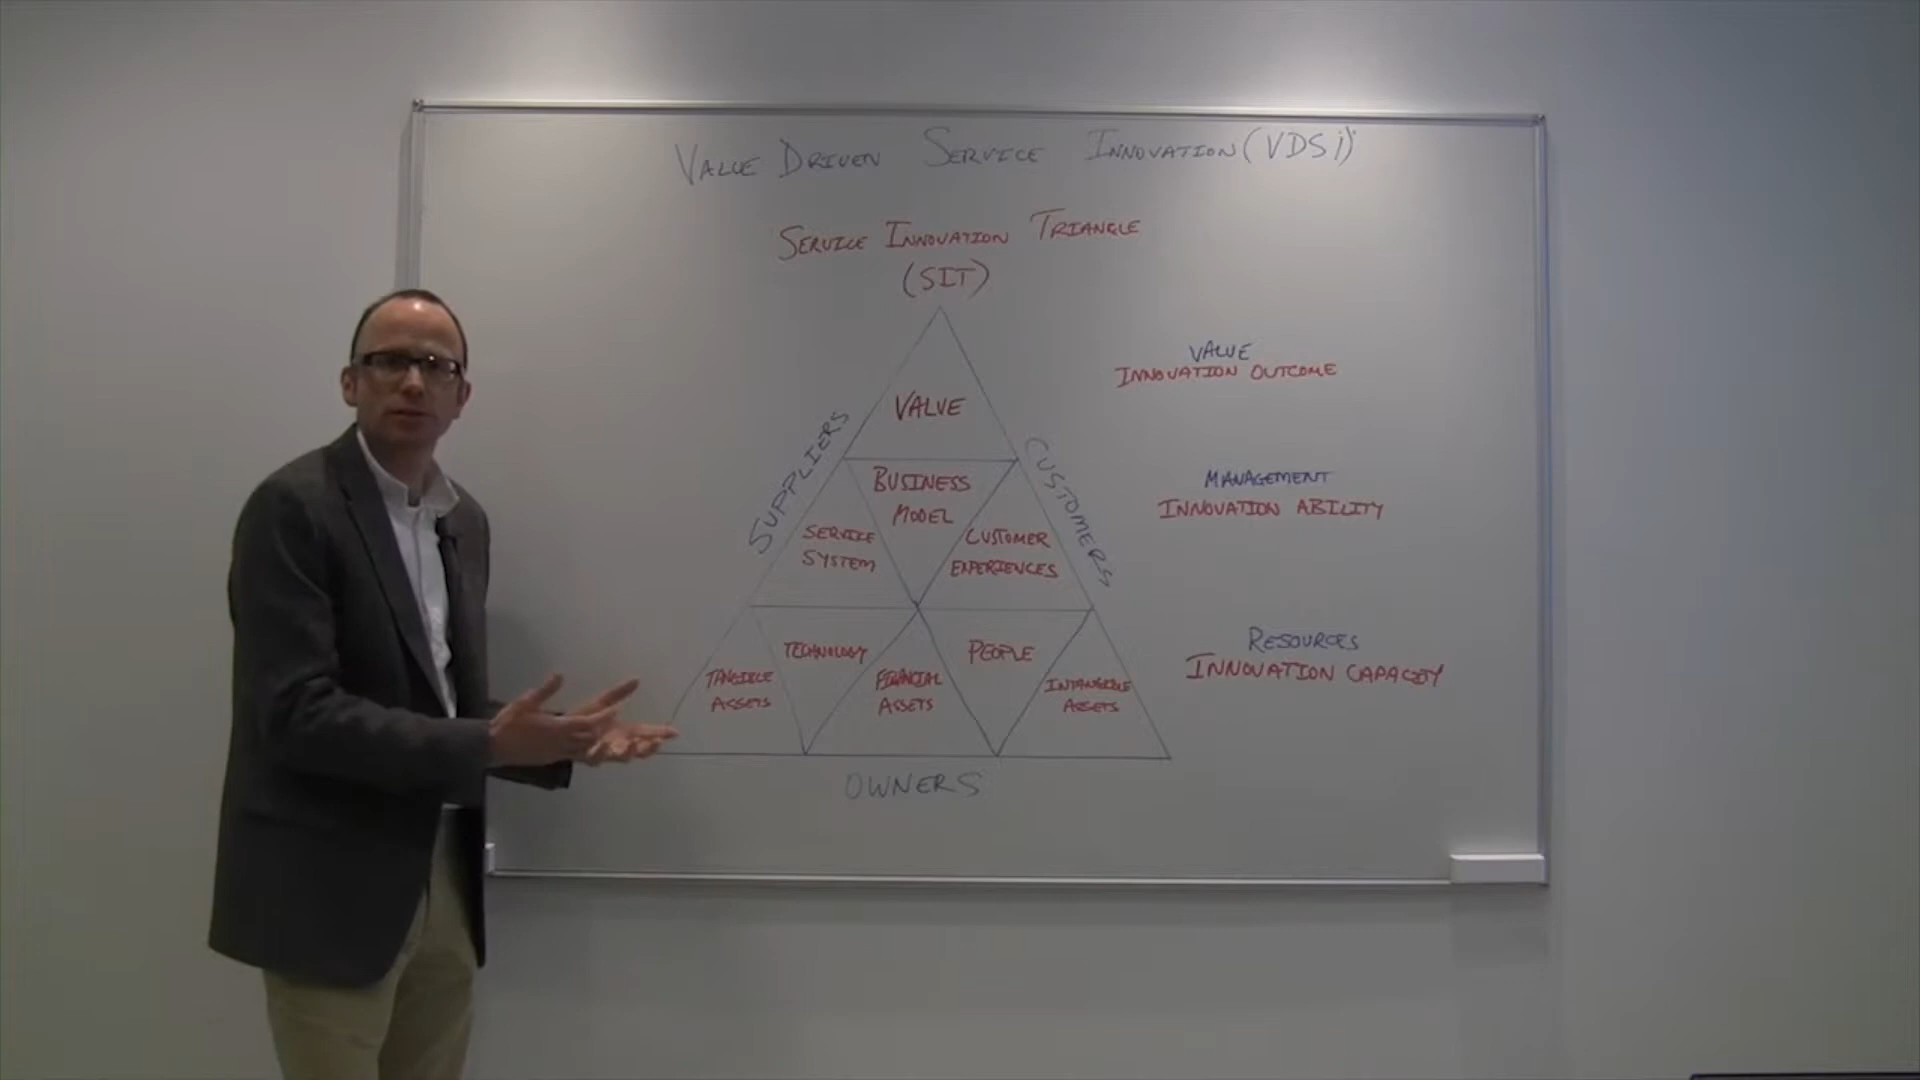 VALUE DRIVEN SERVICE INNOVATION (VDSi)
SERVICE INNOVATION TRIANGLE
(SIT)
VALUE
INNOVATION OUTCOME
VALUE
SUPPLIERS
CUSTOMERS
BUSINESS
MODEL
MANAGEMENT
INNOVATION ABILITY
SERVICE
SYSTEM
CUSTOMER
EXPERIENCES
RESOURCES
INNOVATION CAPACITY
TECHNOLOGY
PEOPLE
TANGIBLE
ASSETS
FINANCIAL
ASSETS
INTANGIBLE
ASSETS
OWNERS